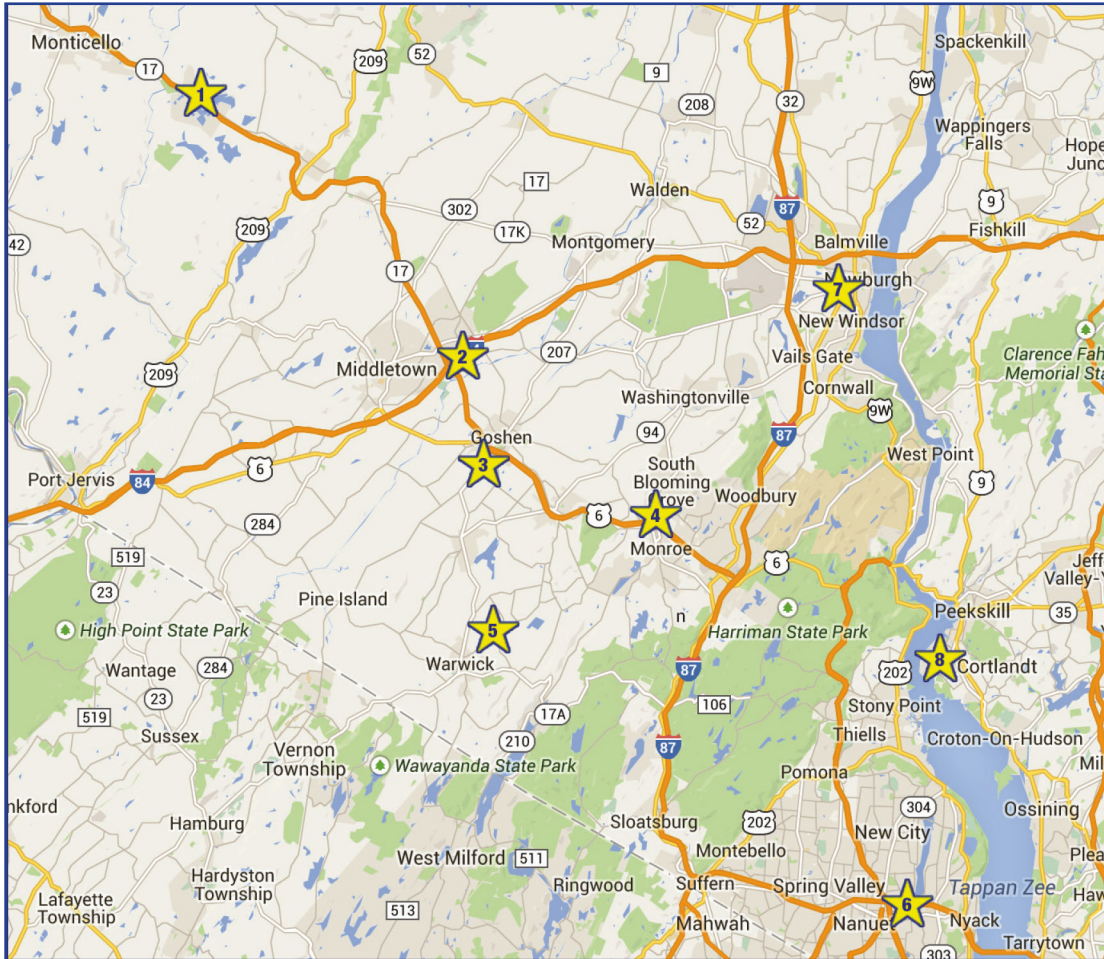 Monticello
17
1
209
52
9
208
32
9W
Spackenkill
Wappingers
Falls
Hope
Junc
17
Walden
302
17K
Montgomery
52
87
Balmville
9
Fishkill
42
209
17
7
New Windsor
207
2
Middletown
Vails Gate
Clarence Fah
Memorial Sta
209
Cornwall
Washingtonville
9W
94
87
Goshen
3
West Point
Port Jervis
84
6
South
Blooming
Woodbury
9
6
4
Monroe
284
519
23
6
Jeff
Valley-Y
Pine Island
Peekskill
35
High Point State Park
5
n
Harriman State Park
Wantage
284
Warwick
8
Cortlandt
87
202
23
519
Sussex
17A
106
Stony Point
Thiells
Croton-On-Hudson
210
87
Vernon
Township
Wawayanda State Park
Pomona
Mil
nkford
Hamburg
Sloatsburg
202
304
New City
Ossining
West Milford
511
Montebello
Plea
Hardyston
Township
Ringwood
Suffern
Spring Valley
Tappan Zee
Haw
Lafayette
Township
513
6
Mahwah
Nanue
Nyack
303
Tarrytown